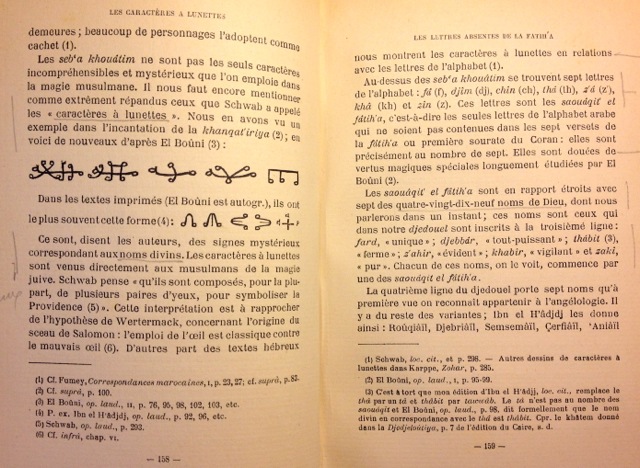 LES CARACTÈRES A LUNETTES
demeures ; beaucoup de personnages l'adoptent comme
cachet (1).
Les seb‘a khouâtim ne sont pas les seuls caractères
incompréhensibles et mystérieux que l'on emploie dans
la magie musulmane. Il nous faut encore mentionner
comme extrêmement répandus ceux que Schwab a appelé
les « caractères à lunettes ». Nous en avons vu un
exemple dans l'incantation de la khanqat'iriya (2) ; en
voici de nouveaux d'après El Boûni (3) :
Dans les textes imprimés (El Boûni est autogr.), ils ont
le plus souvent cette forme (4) :
Ce sont, disent les auteurs, des signes mystérieux
correspondant aux noms divins. Les caractères à lunettes
sont venus directement aux musulmans de la magie
juive. Schwab pense « qu'ils sont composés, pour la plu-
part, de plusieurs paires d'yeux, pour symboliser la
Providence (5) ». Cette interprétation est à rapprocher
de l'hypothèse de Wertermack, concernant l'origine du
sceau de Salomon : l'emploi de l'œil est classique contre
le mauvais œil (6). D'autre part des textes hébreux
(1) Cf. Fumey, Correspondances marocaines, I, p. 23, 27; cf. suprà, p. 85.
(2) Cf. suprà, p. 100.
(3) El Boûni, op. laud., II, p. 76, 95, 98, 102, 103, etc.
(4) P. ex. Ibn el H'âdjdj, op. laud., p. 92, 96, etc.
(5) Schwab, op. laud., p. 293.
(6) Cf. infrà, chap. VI.
— 158 —
LES LETTRES ABSENTES DE LA FATIH'A
nous montrent les caractères à lunettes en relations
avec les lettres de l'alphabet (1).
Au-dessus des seb‘a khouâtim se trouvent sept lettres
de l'alphabet : fâ (f), djîm (dj), chîn (ch), thâ (th), z'â (z'),
khâ (kh) et zîn (z). Ces lettres sont les saouâqit' el
fâtih'a, c'est-à-dire les seules lettres de l'alphabet arabe
qui ne soient pas contenues dans les sept versets de
la fâtih'a ou première sourate du Coran : elles sont
précisément au nombre de sept. Elles sont douées de
vertus magiques spéciales longuement étudiées par El
Boûni (2).
Les saouâqit' el fâtih'a sont en rapport étroits avec
sept des quatre-vingt-dix-neuf noms de Dieu, dont nous
parlerons dans un instant ; ces noms sont ceux qui dans
notre djedouel sont inscrits à la troisième ligne :
fard, « unique » ; djebbâr, « tout-puissant » ; thâbit (3),
« ferme » ; z'ahir, « évident » ; khabîr, « vigilant » et zakî,
« pur ». Chacun de ces noms, on le voit, commence par
une des saouâqit el fâtih'a.
La quatrième ligne du djedouel porte sept noms qu'à
première vue on reconnaît appartenir à l'angélologie. Il
y a du reste des variantes ; Ibn el H'âdjdj les donne
ainsi : Roûqiâïl, Djebriâïl, Semsemâïl, Çerfiâïl, ‘Aniâïl
(1) Schwab, loc. cit., et p. 298. — Autres dessins de caractères à
lunettes dans Karppe, Zohar, p. 285.
(2) El Boûni, op. laud., I, p. 95-99.
(3) C'est à tort que mon édition d'Ibn el H'âdjj, loc. cit., remplace le
thâ par un tâ et thâbit par tawwâb. Le tâ n'est pas au nombre des
saouâqit et El Boûni, op. laud., p. 98, dit formellement que le nom
divin en correspondance avec le thâ est thâbit. Cpr. le khâtem donné
dans la Djedjeloûtiya, p. 7 de l'édition du Caire, s. d.
— 159 —